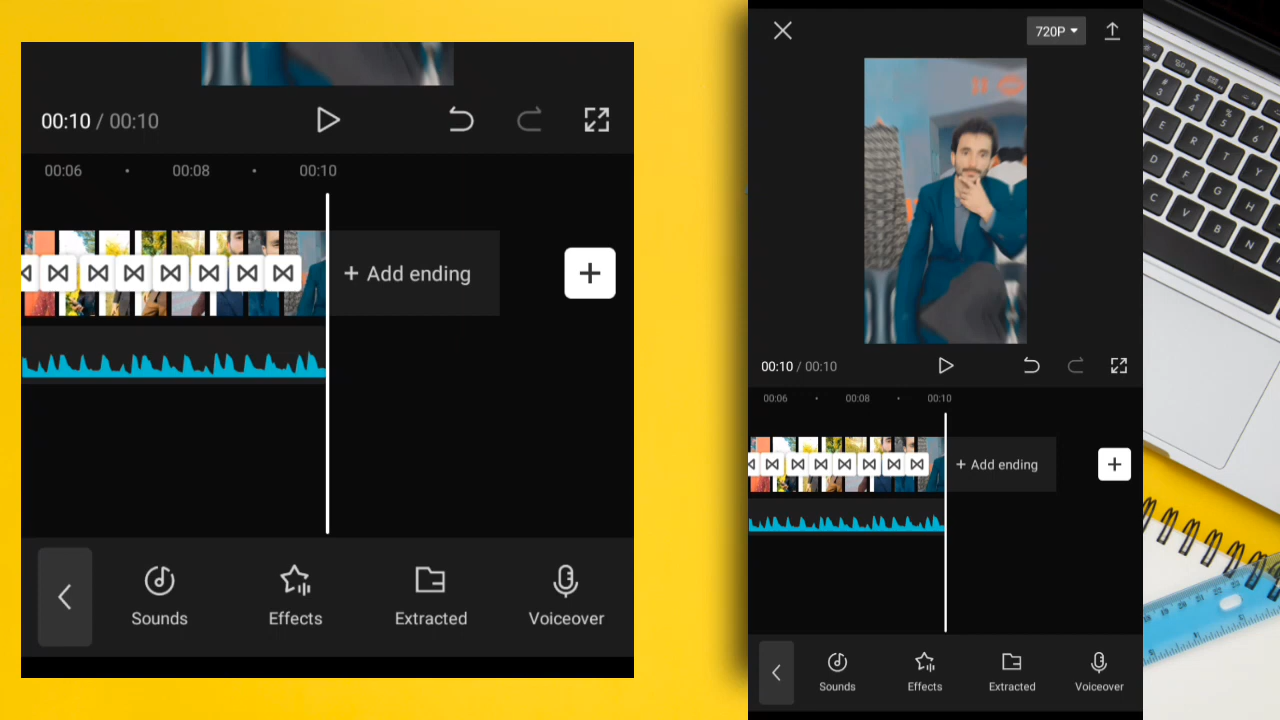 00:10 / 00:10
00:06 00:08 00:10
+ Add ending
Sounds Effects Extracted Voiceover
720P
00:10 / 00:10
00:06 00:08 00:10
+ Add ending
Sounds Effects Extracted Voiceover